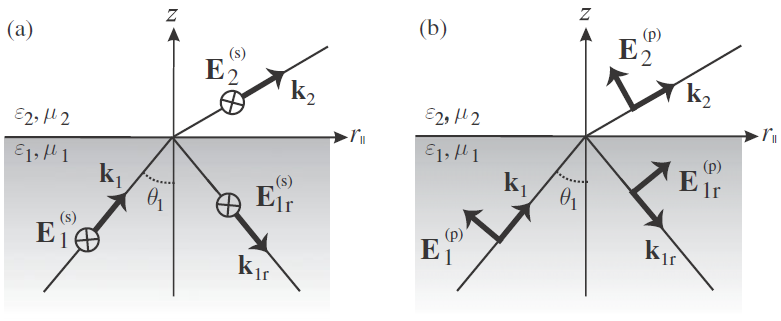 (a)
z
E₂⁽ˢ⁾
k₂
ε₂, μ₂
r∥
ε₁, μ₁
k₁
θ₁
E₁⁽ˢ⁾
E₁ᵣ⁽ˢ⁾
k₁ᵣ
(b)
z
E₂⁽ᵖ⁾
k₂
ε₂, μ₂
r∥
ε₁, μ₁
k₁
θ₁
E₁⁽ᵖ⁾
E₁ᵣ⁽ᵖ⁾
k₁ᵣ